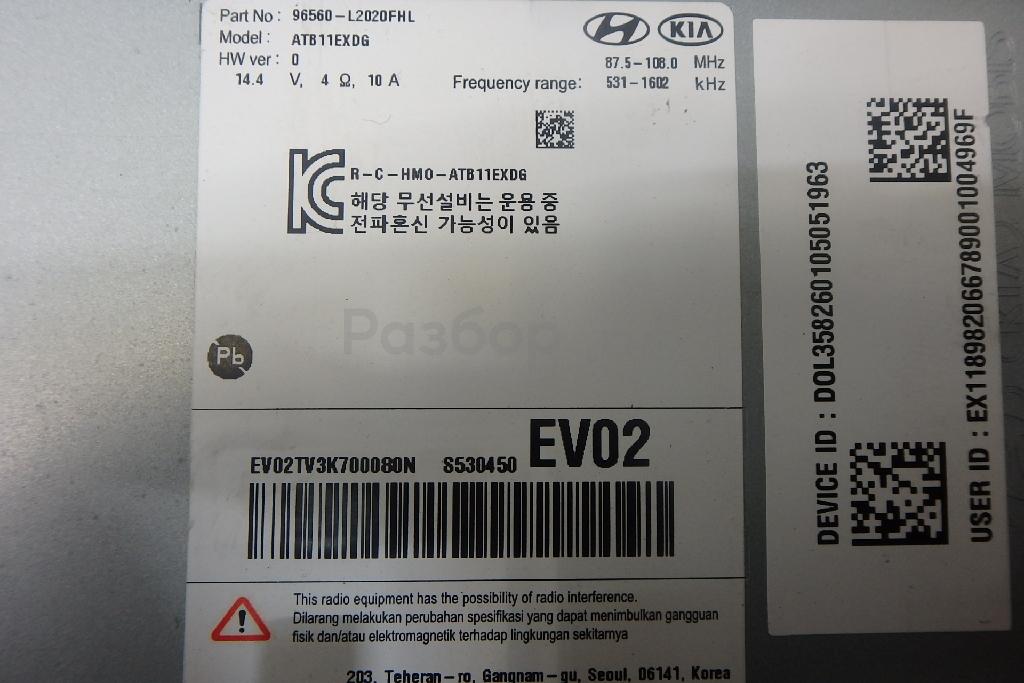 Part No : 96560-L2020FHL
Model : ATB11EXDG
HW ver : 0
14.4 V, 4 Ω, 10 A
KIA
87.5-108.0 MHz
Frequency range: 531-1602 kHz
R-C-HMO-ATB11EXDG
해당 무선설비는 운용 중
전파혼신 가능성이 있음
Разбор
Pb
EV02TV3K700080N S530450 EV02
This radio equipment has the possibility of radio interference.
Dilarang melakukan perubahan spesifikasi yang dapat menimbulkan gangguan
fisik dan/atau elektromagnetik terhadap lingkungan sekitarnya
203, Teheran-ro, Gangnam-gu, Seoul, 06141, Korea
DEVICE ID : DOL358260105051963
USER ID : EX1189820667890010049​69F